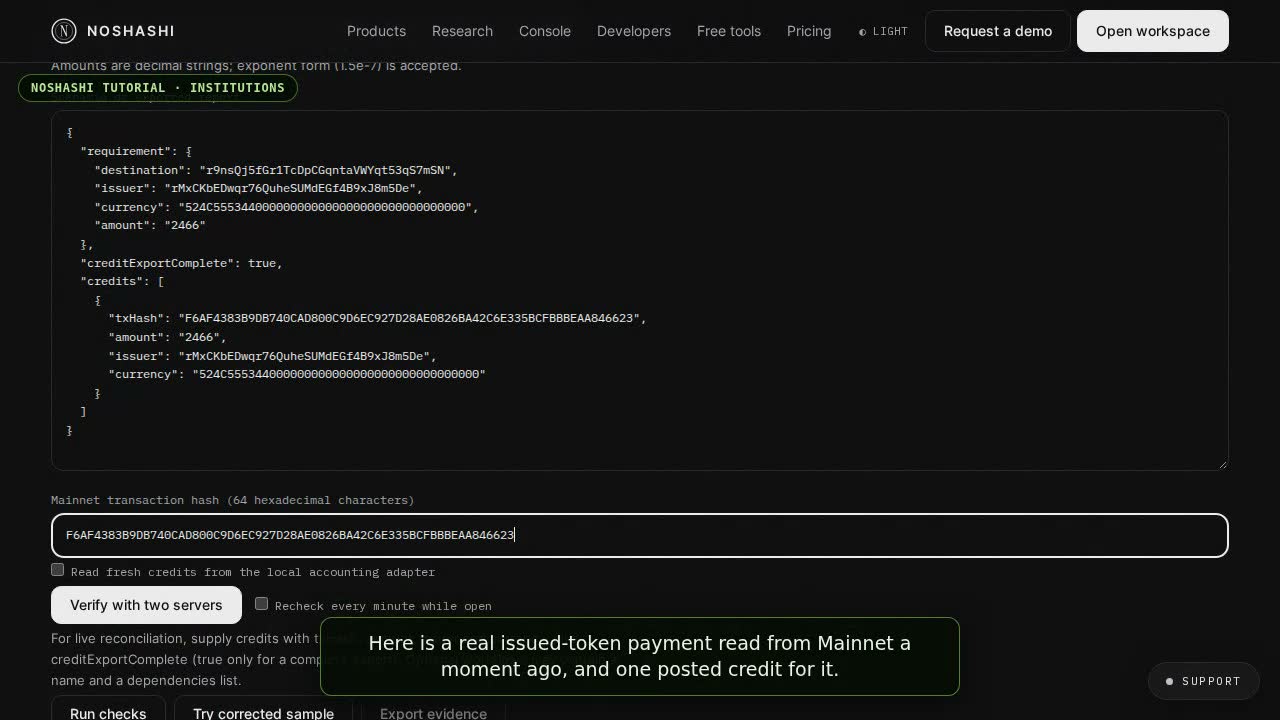 NOSHASHI
Products Research Console Developers Free tools Pricing ◐ LIGHT Request a demo Open workspace
Amounts are decimal strings; exponent form (1.5e-7) is accepted.
NOSHASHI TUTORIAL · INSTITUTIONS
{
"requirement": {
"destination": "r9nsQj5fGr1TcDpCGqntaVWYqt53qS7mSN",
"issuer": "rMxCKbEDwqr76QuheSUMdEGf4B9xJ8m5De",
"currency": "524C555344000000000000000000000000000000",
"amount": "2466"
},
"creditExportComplete": true,
"credits": [
{
"txHash": "F6AF4383B9DB740CAD800C9D6EC927D28AE0826BA42C6E335BCFBBBEAA846623",
"amount": "2466",
"issuer": "rMxCKbEDwqr76QuheSUMdEGf4B9xJ8m5De",
"currency": "524C555344000000000000000000000000000000"
}
]
}
Mainnet transaction hash (64 hexadecimal characters)
F6AF4383B9DB740CAD800C9D6EC927D28AE0826BA42C6E335BCFBBBEAA846623
Read fresh credits from the local accounting adapter
Verify with two servers Recheck every minute while open
For live reconciliation, supply credits with
creditExportComplete (true only for a
name and a dependencies list.
Here is a real issued-token payment read from Mainnet a
moment ago, and one posted credit for it.
SUPPORT
Run checks Try corrected sample Export evidence